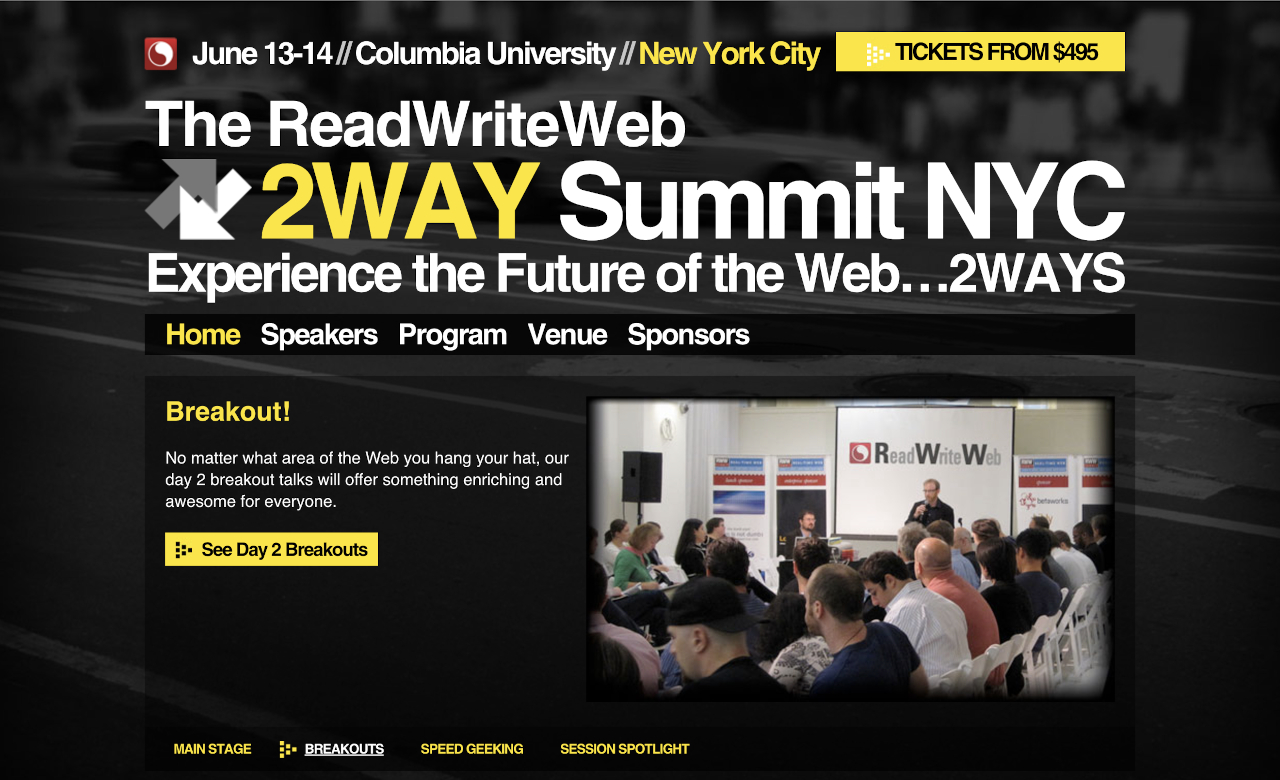 June 13-14 // Columbia University // New York City
TICKETS FROM $495
The ReadWriteWeb
2WAY Summit NYC
Experience the Future of the Web...2WAYS
Home Speakers Program Venue Sponsors
Breakout!
No matter what area of the Web you hang your hat, our
day 2 breakout talks will offer something enriching and
awesome for everyone.
See Day 2 Breakouts
ReadWriteWeb
betaworks
MAIN STAGE BREAKOUTS SPEED GEEKING SESSION SPOTLIGHT